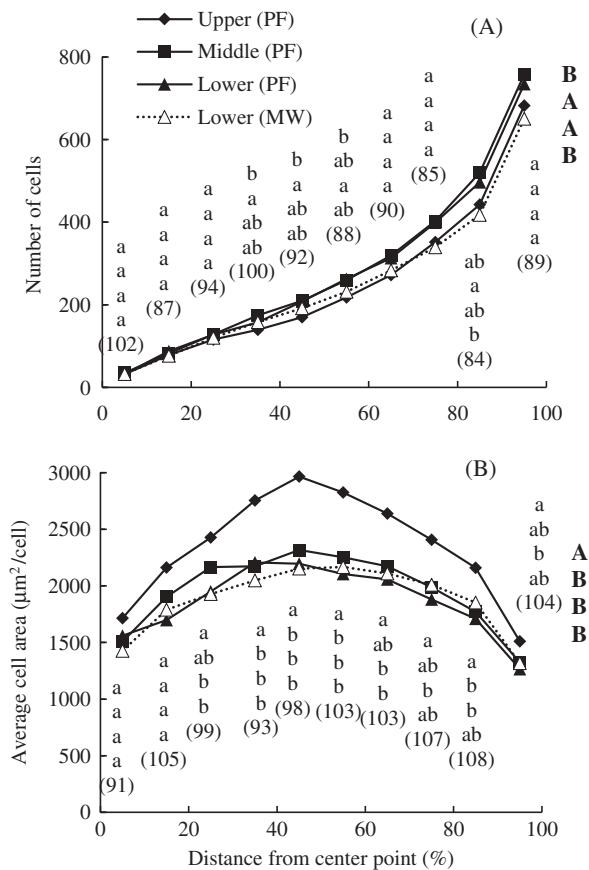 Upper (PF)
Middle (PF)
Lower (PF)
Lower (MW)
(A)
800
600
400
200
0
Number of cells
0 20 40 60 80 100
a
a
a
a
(102)
a
a
a
a
(87)
a
a
a
a
(94)
b
a
ab
ab
(100)
b
a
ab
ab
(92)
b
ab
a
ab
(88)
a
a
a
a
(90)
a
a
a
a
(85)
ab
a
ab
b
(84)
a
a
a
a
(89)
B
A
A
B
(B)
3000
2500
2000
1500
1000
500
0
Average cell area (μm²/cell)
a
a
a
a
(91)
a
a
a
a
(105)
a
ab
b
b
(99)
a
b
b
b
(93)
a
b
b
b
(98)
a
b
b
b
(103)
a
ab
b
b
(103)
a
ab
b
ab
(107)
a
b
b
ab
(108)
a
ab
b
ab
(104)
A
B
B
B
0 20 40 60 80 100
Distance from center point (%)